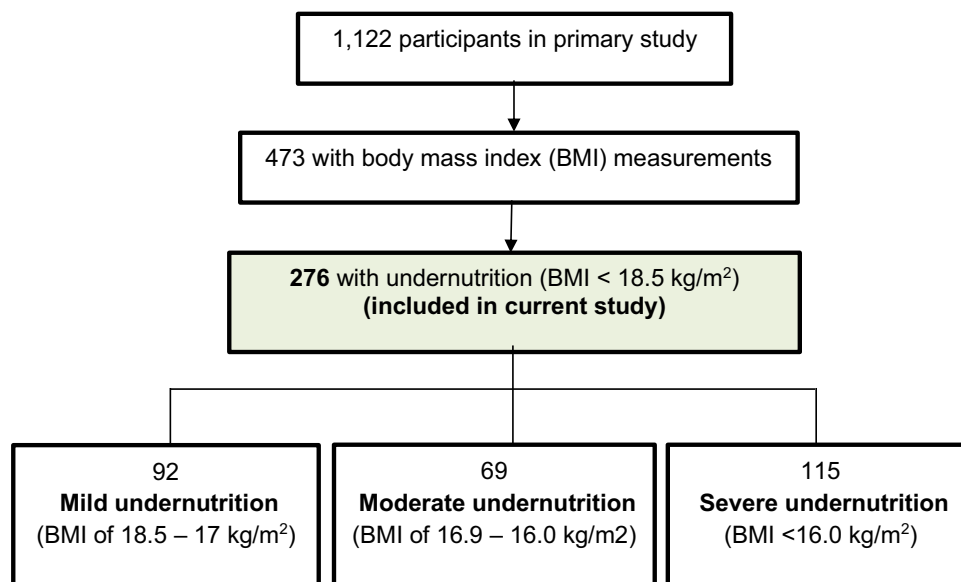 1,122 participants in primary study
473 with body mass index (BMI) measurements
276 with undernutrition (BMI < 18.5 kg/m²)
(included in current study)
92
Mild undernutrition
(BMI of 18.5 – 17 kg/m²)
69
Moderate undernutrition
(BMI of 16.9 – 16.0 kg/m2)
115
Severe undernutrition
(BMI <16.0 kg/m²)